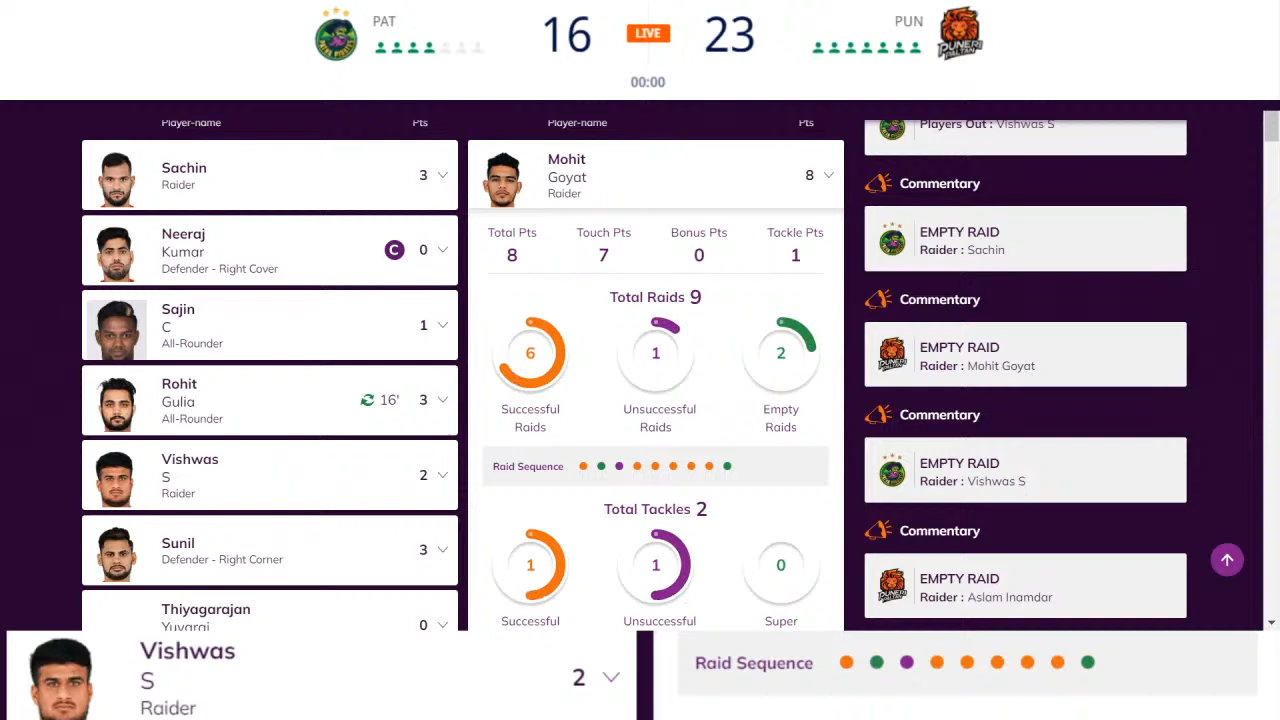 PAT
16
LIVE
23
PUN
PUNERI
PALTAN
00:00
Player-name
Pts
Player-name
Pts
Players Out : Vishwas S
Sachin
Raider
3
Neeraj
Kumar
Defender - Right Cover
C
0
Sajin
C
All-Rounder
1
Rohit
Gulia
All-Rounder
16'
3
Vishwas
S
Raider
2
Sunil
Defender - Right Corner
3
Thiyagarajan
Yuvaraj
0
Mohit
Goyat
Raider
8
Total Pts
Touch Pts
Bonus Pts
Tackle Pts
8
7
0
1
Total Raids 9
6
1
2
Successful
Raids
Unsuccessful
Raids
Empty
Raids
Raid Sequence
Total Tackles 2
1
1
0
Successful
Unsuccessful
Super
Commentary
EMPTY RAID
Raider : Sachin
Commentary
EMPTY RAID
Raider : Mohit Goyat
Commentary
EMPTY RAID
Raider : Vishwas S
Commentary
EMPTY RAID
Raider : Aslam Inamdar
Vishwas
S
Raider
2
Raid Sequence